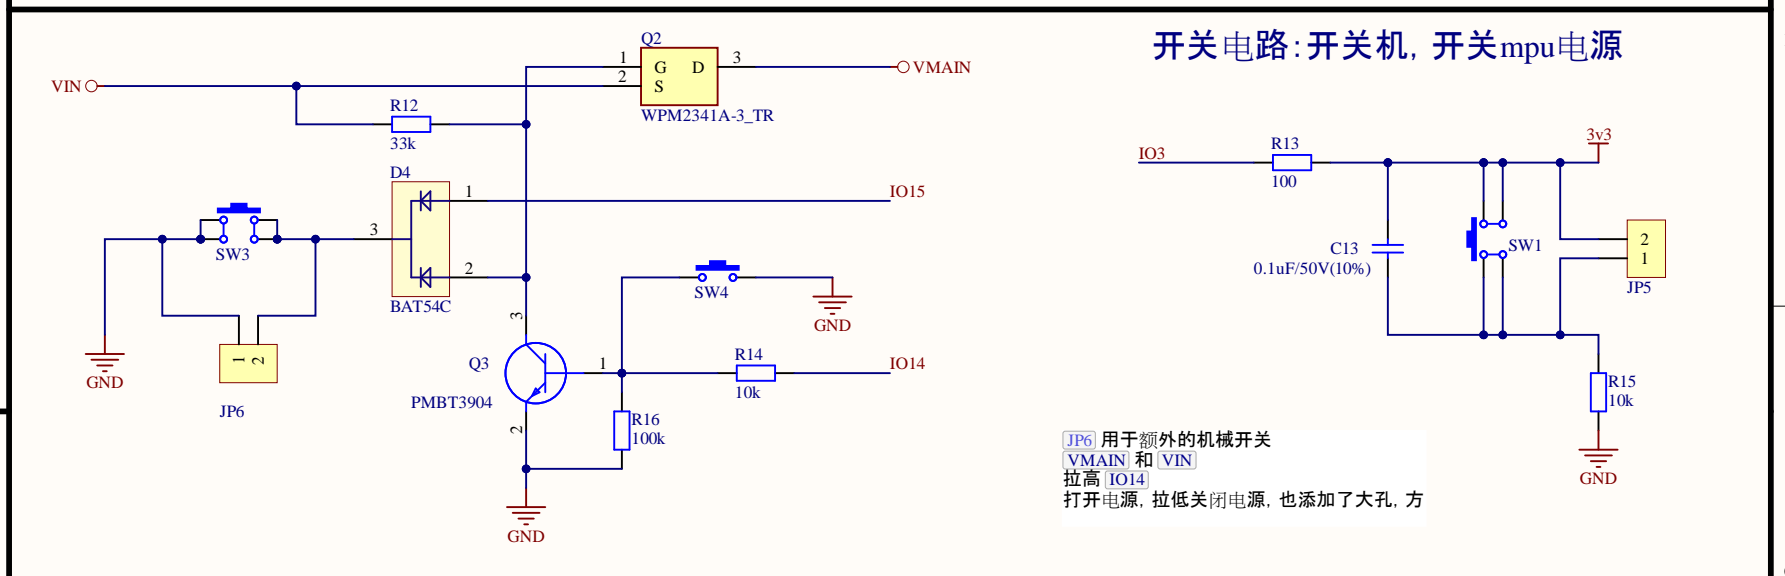 开关电路:开关机, 开关mpu电源
Q2
1
G
D
3
2
S
VIN
VMAIN
WPM2341A-3_TR
R12
33k
D4
1
IO15
3
2
BAT54C
SW3
JP6
1
2
GND
SW4
GND
3
Q3
1
PMBT3904
2
R14
10k
IO14
R16
100k
GND
IO3
R13
100
3v3
C13
0.1uF/50V(10%)
SW1
2
1
JP5
R15
10k
GND
JP6 用于额外的机械开关
VMAIN 和 VIN
拉高 IO14
打开电源, 拉低关闭电源, 也添加了大孔, 方